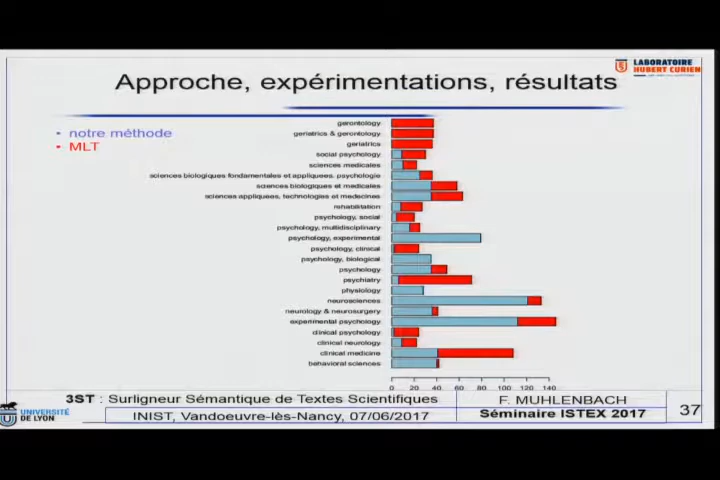 LABORATOIRE
HUBERT CURIEN
Approche, expérimentations, résultats
• notre méthode
• MLT
gerontology
geriatrics & gerontology
geriatrics
social psychology
sciences medicales
sciences biologiques fondamentales et appliquees. psychologie
sciences biologiques et medicales
sciences appliquees, technologies et medecines
rehabilitation
psychology, social
psychology, multidisciplinary
psychology, experimental
psychology, clinical
psychology, biological
psychology
psychiatry
physiology
neurosciences
neurology & neurosurgery
experimental psychology
clinical psychology
clinical neurology
clinical medicine
behavioral sciences
0 20 40 60 80 100 120 140
3ST : Surligneur Sémantique de Textes Scientifiques
F. MUHLENBACH
37
UNIVERSITÉ
DE LYON
INIST, Vandoeuvre-lès-Nancy, 07/06/2017
Séminaire ISTEX 2017